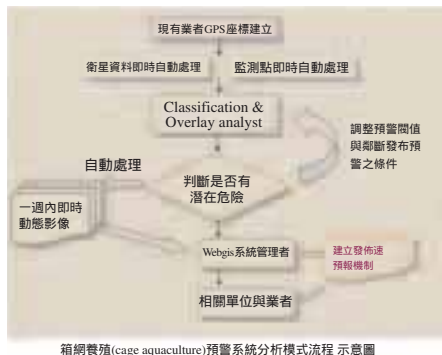 現有業者GPS座標建立
衛星資料即時自動處理
監測點即時自動處理
Classification &
Overlay analyst
調整預警閥值
與鄰斷發布預
警之條件
自動處理
判斷是否有
潛在危險
一週內即時
動態影像
Webgis系統管理者
建立發佈速
預報機制
相關單位與業者
箱網養殖(cage aquaculture)預警系統分析模式流程 示意圖